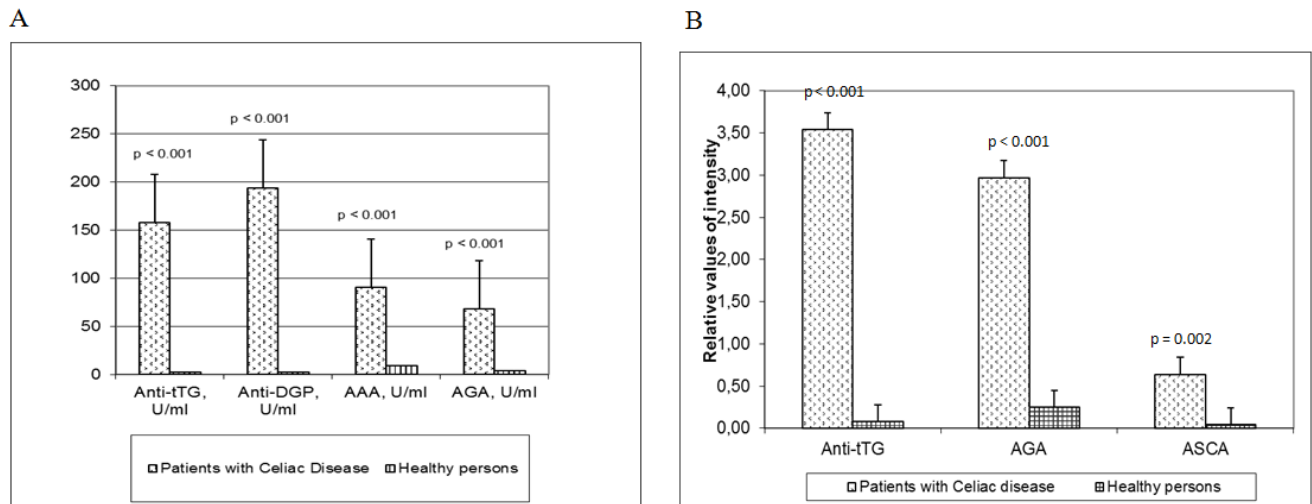 A
300
250
200
150
100
50
0
p < 0.001
p < 0.001
p < 0.001
p < 0.001
Anti-tTG, U/ml
Anti-DGP, U/ml
AAA, U/ml
AGA, U/ml
Patients with Celiac Disease
Healthy persons
B
Relative values of intensity
4,00
3,50
3,00
2,50
2,00
1,50
1,00
0,50
0,00
p < 0.001
p < 0.001
p = 0.002
Anti-tTG
AGA
ASCA
Patients with Celiac disease
Healthy persons